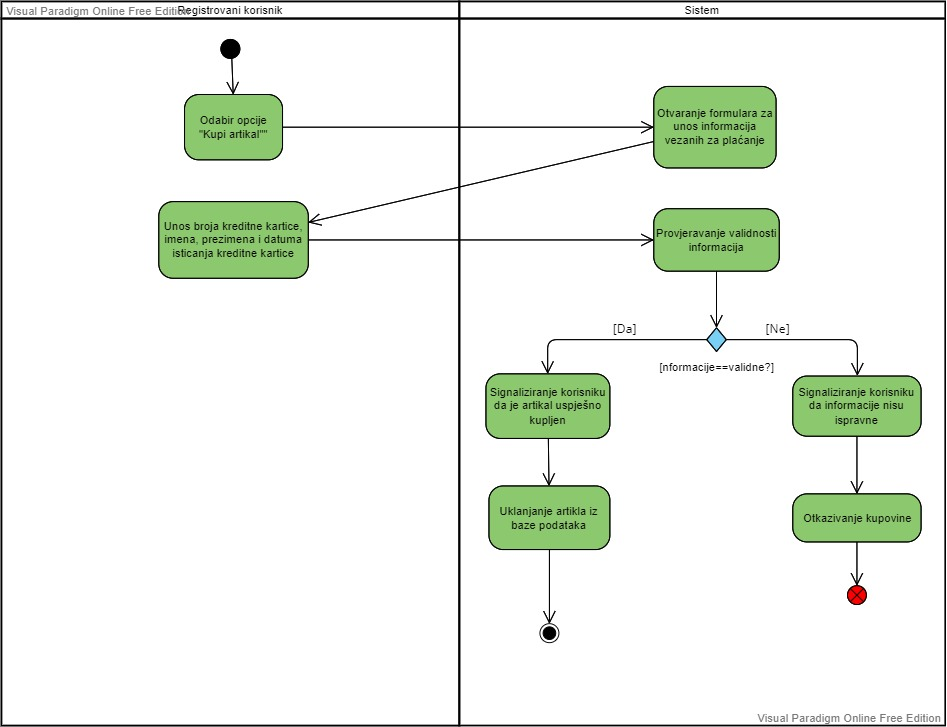 Visual Paradigm Online Free Edition
Registrovani korisnik
Sistem
Odabir opcije
"Kupi artikal""
Otvaranje formulara za
unos informacija
vezanih za plaćanje
Unos broja kreditne kartice,
imena, prezimena i datuma
isticanja kreditne kartice
Provjeravanje validnosti
informacija
[Da]
[Ne]
[nformacije==validne?]
Signaliziranje korisniku
da je artikal uspješno
kupljen
Signaliziranje korisniku
da informacije nisu
ispravne
Uklanjanje artikla iz
baze podataka
Otkazivanje kupovine
Visual Paradigm Online Free Edition